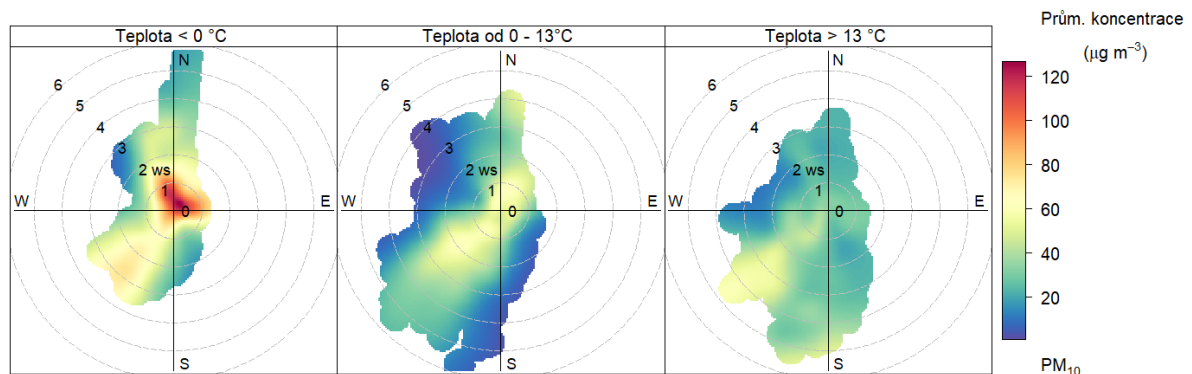 Teplota < 0 °C
N
6
5
4
3
2 ws
1
0
W
E
S
Teplota od 0 - 13°C
N
6
5
4
3
2 ws
1
0
W
E
S
Teplota > 13 °C
N
6
5
4
3
2 ws
1
0
W
E
S
Prům. koncentrace
(μg m⁻³)
120
100
80
60
40
20
PM₁₀